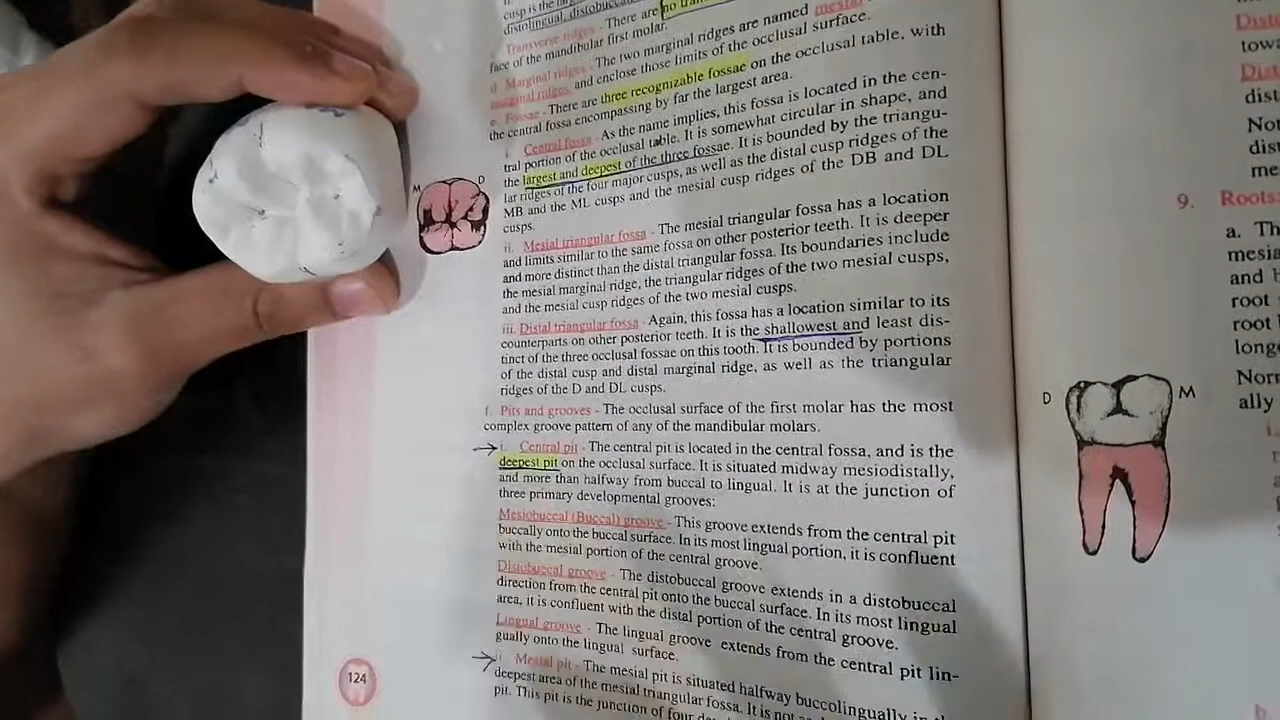 cusp is the
distolingual, distobuccal
Transverse ridges - There are no
face of the mandibular first molar.
d. Marginal ridges - The two marginal ridges are named mesial
marginal ridges, and enclose those limits of the occlusal surface.
e. Fossae - There are three recognizable fossae on the occlusal table, with
the central fossa encompassing by far the largest area.
i. Central fossa - As the name implies, this fossa is located in the cen-
tral portion of the occlusal table. It is somewhat circular in shape, and
the largest and deepest of the three fossae. It is bounded by the triangu-
lar ridges of the four major cusps, as well as the distal cusp ridges of the
MB and the ML cusps and the mesial cusp ridges of the DB and DL
cusps.
M D
ii. Mesial triangular fossa - The mesial triangular fossa has a location
and limits similar to the same fossa on other posterior teeth. It is deeper
and more distinct than the distal triangular fossa. Its boundaries include
the mesial marginal ridge, the triangular ridges of the two mesial cusps,
and the mesial cusp ridges of the two mesial cusps.
iii. Distal triangular fossa - Again, this fossa has a location similar to its
counterparts on other posterior teeth. It is the shallowest and least dis-
tinct of the three occlusal fossae on this tooth. It is bounded by portions
of the distal cusp and distal marginal ridge, as well as the triangular
ridges of the D and DL cusps.
f. Pits and grooves - The occlusal surface of the first molar has the most
complex groove pattern of any of the mandibular molars.
i. Central pit - The central pit is located in the central fossa, and is the
deepest pit on the occlusal surface. It is situated midway mesiodistally,
and more than halfway from buccal to lingual. It is at the junction of
three primary developmental grooves:
Mesiobuccal (Buccal) groove - This groove extends from the central pit
buccally onto the buccal surface. In its most lingual portion, it is confluent
with the mesial portion of the central groove.
Distobuccal groove - The distobuccal groove extends in a distobuccal
direction from the central pit onto the buccal surface. In its most lingual
area, it is confluent with the distal portion of the central groove.
Lingual groove - The lingual groove extends from the central pit lin-
gually onto the lingual surface.
ii Mesial pit - The mesial pit is situated halfway buccolingually in
deepest area of the mesial triangular fossa. It is not
pit. This pit is the junction of four
124
9. Roots
a. Th
mesia
and
root
root
long
Norr
ally
D M